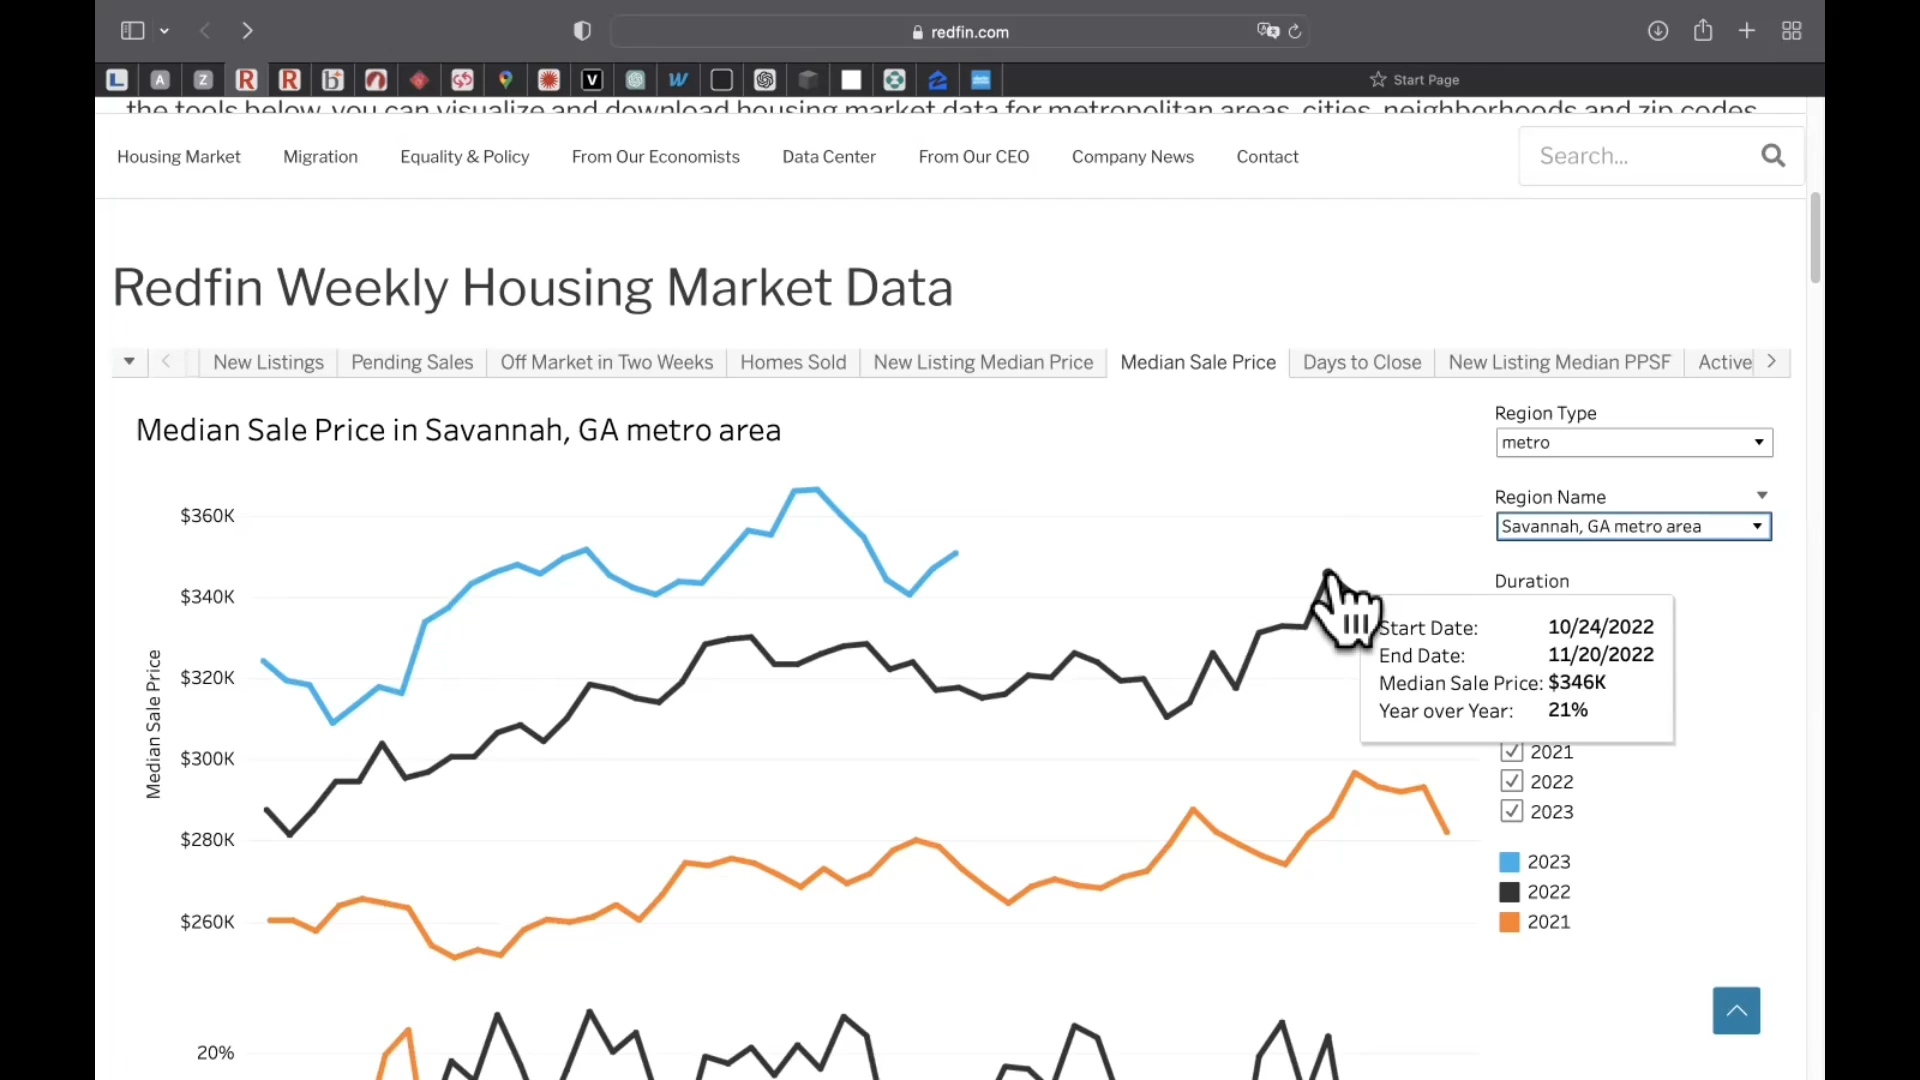 redfin.com
Start Page
the tools below, you can visualize and download housing market data for metropolitan areas, cities, neighborhoods and zip codes.
Housing Market Migration Equality & Policy From Our Economists Data Center From Our CEO Company News Contact Search...
Redfin Weekly Housing Market Data
New Listings Pending Sales Off Market in Two Weeks Homes Sold New Listing Median Price Median Sale Price Days to Close New Listing Median PPSF Active
Median Sale Price in Savannah, GA metro area
Region Type
metro
Region Name
Savannah, GA metro area
Duration
$360K
$340K
$320K
$300K
$280K
$260K
20%
Median Sale Price
Start Date: 10/24/2022
End Date: 11/20/2022
Median Sale Price: $346K
Year over Year: 21%
2021
2022
2023
2023
2022
2021